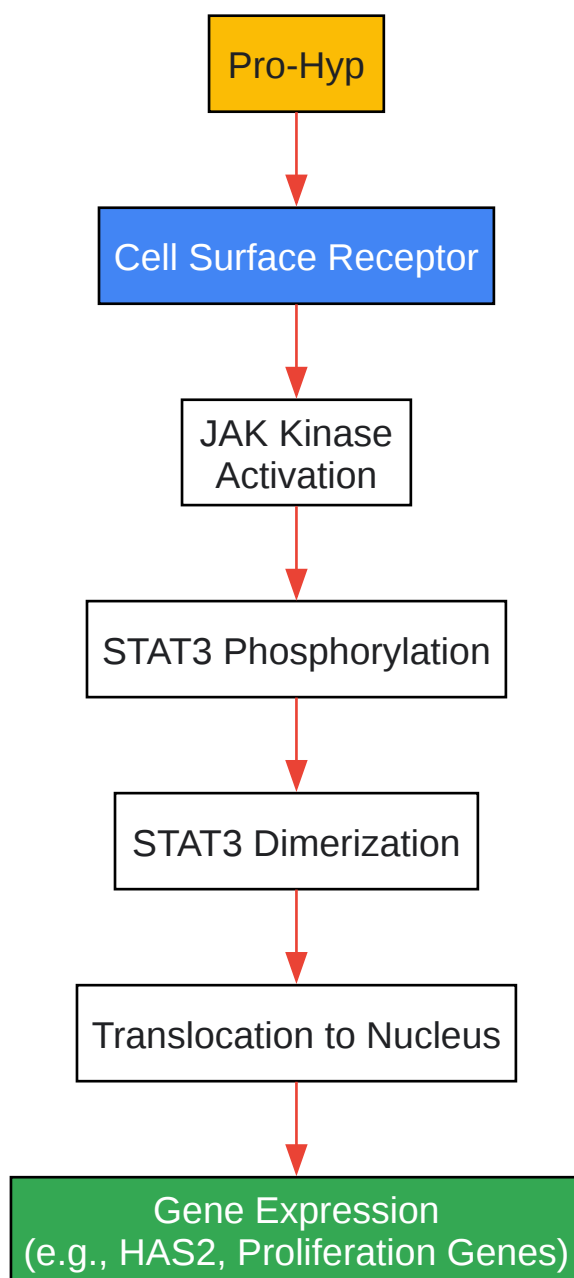 Pro-Hyp
Cell Surface Receptor
JAK Kinase
Activation
STAT3 Phosphorylation
STAT3 Dimerization
Translocation to Nucleus
Gene Expression
(e.g., HAS2, Proliferation Genes)